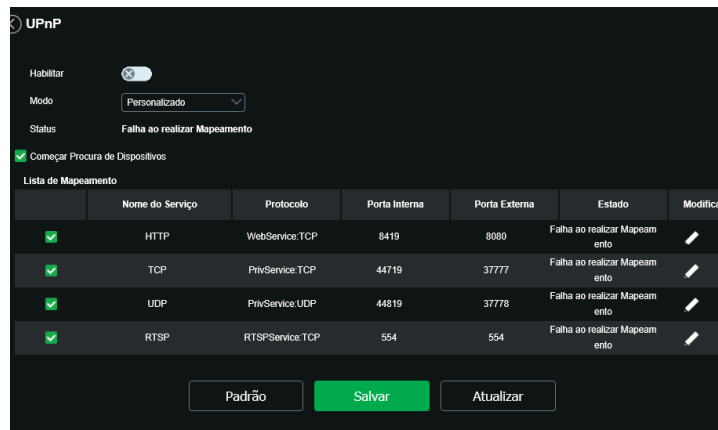 UPnP
Habilitar
Modo Personalizado
Status Falha ao realizar Mapeamento
Começar Procura de Dispositivos
Lista de Mapeamento
Nome do Serviço Protocolo Porta Interna Porta Externa Estado Modifica
HTTP WebService:TCP 8419 8080 Falha ao realizar Mapeam
ento
TCP PrivService:TCP 44719 37777 Falha ao realizar Mapeam
ento
UDP PrivService:UDP 44819 37778 Falha ao realizar Mapeam
ento
RTSP RTSPService:TCP 554 554 Falha ao realizar Mapeam
ento
Padrão Salvar Atualizar